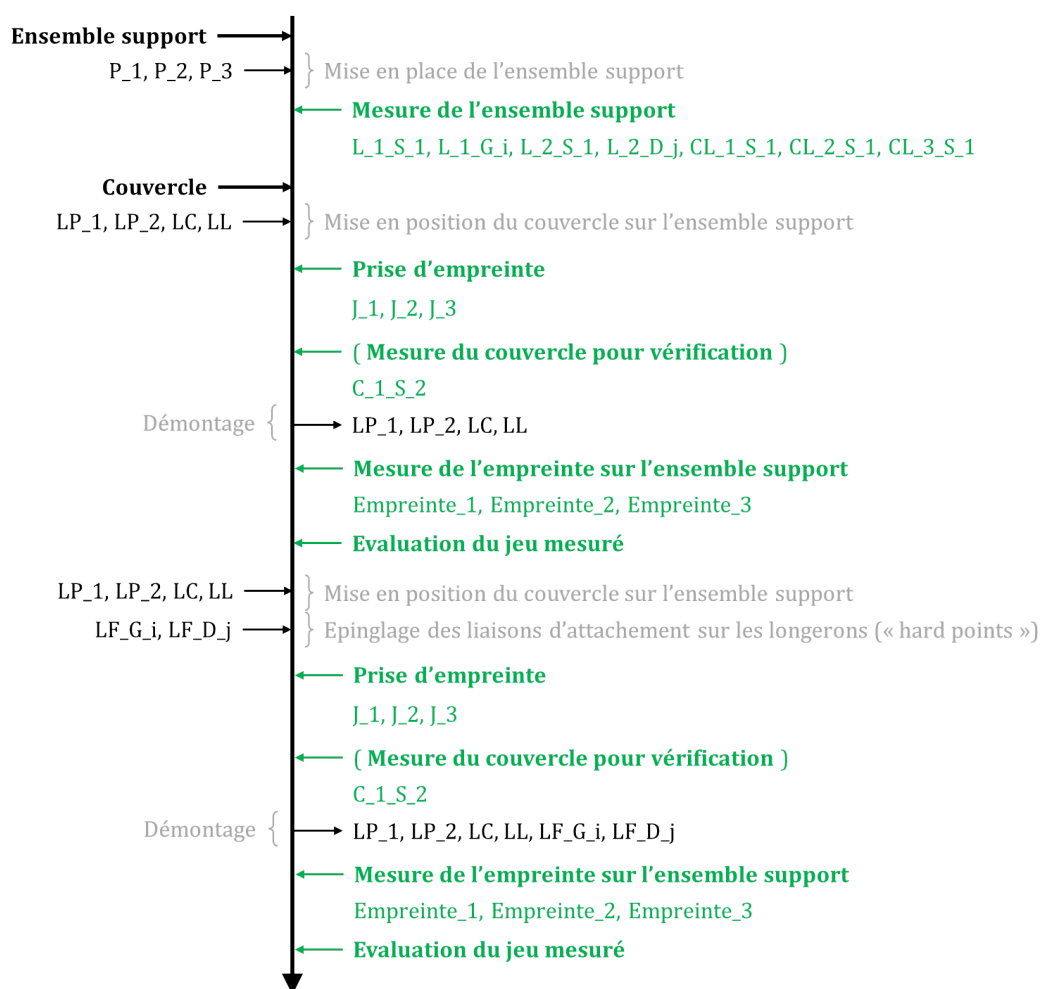 Ensemble support
P_1, P_2, P_3 } Mise en place de l’ensemble support
Mesure de l’ensemble support
L_1_S_1, L_1_G_i, L_2_S_1, L_2_D_j, CL_1_S_1, CL_2_S_1, CL_3_S_1
Couvercle
LP_1, LP_2, LC, LL } Mise en position du couvercle sur l’ensemble support
Prise d’empreinte
J_1, J_2, J_3
( Mesure du couvercle pour vérification )
C_1_S_2
Démontage { LP_1, LP_2, LC, LL
Mesure de l’empreinte sur l’ensemble support
Empreinte_1, Empreinte_2, Empreinte_3
Evaluation du jeu mesuré
LP_1, LP_2, LC, LL } Mise en position du couvercle sur l’ensemble support
LF_G_i, LF_D_j } Epinglage des liaisons d’attachement sur les longerons (« hard points »)
Prise d’empreinte
J_1, J_2, J_3
( Mesure du couvercle pour vérification )
C_1_S_2
Démontage { LP_1, LP_2, LC, LL, LF_G_i, LF_D_j
Mesure de l’empreinte sur l’ensemble support
Empreinte_1, Empreinte_2, Empreinte_3
Evaluation du jeu mesuré